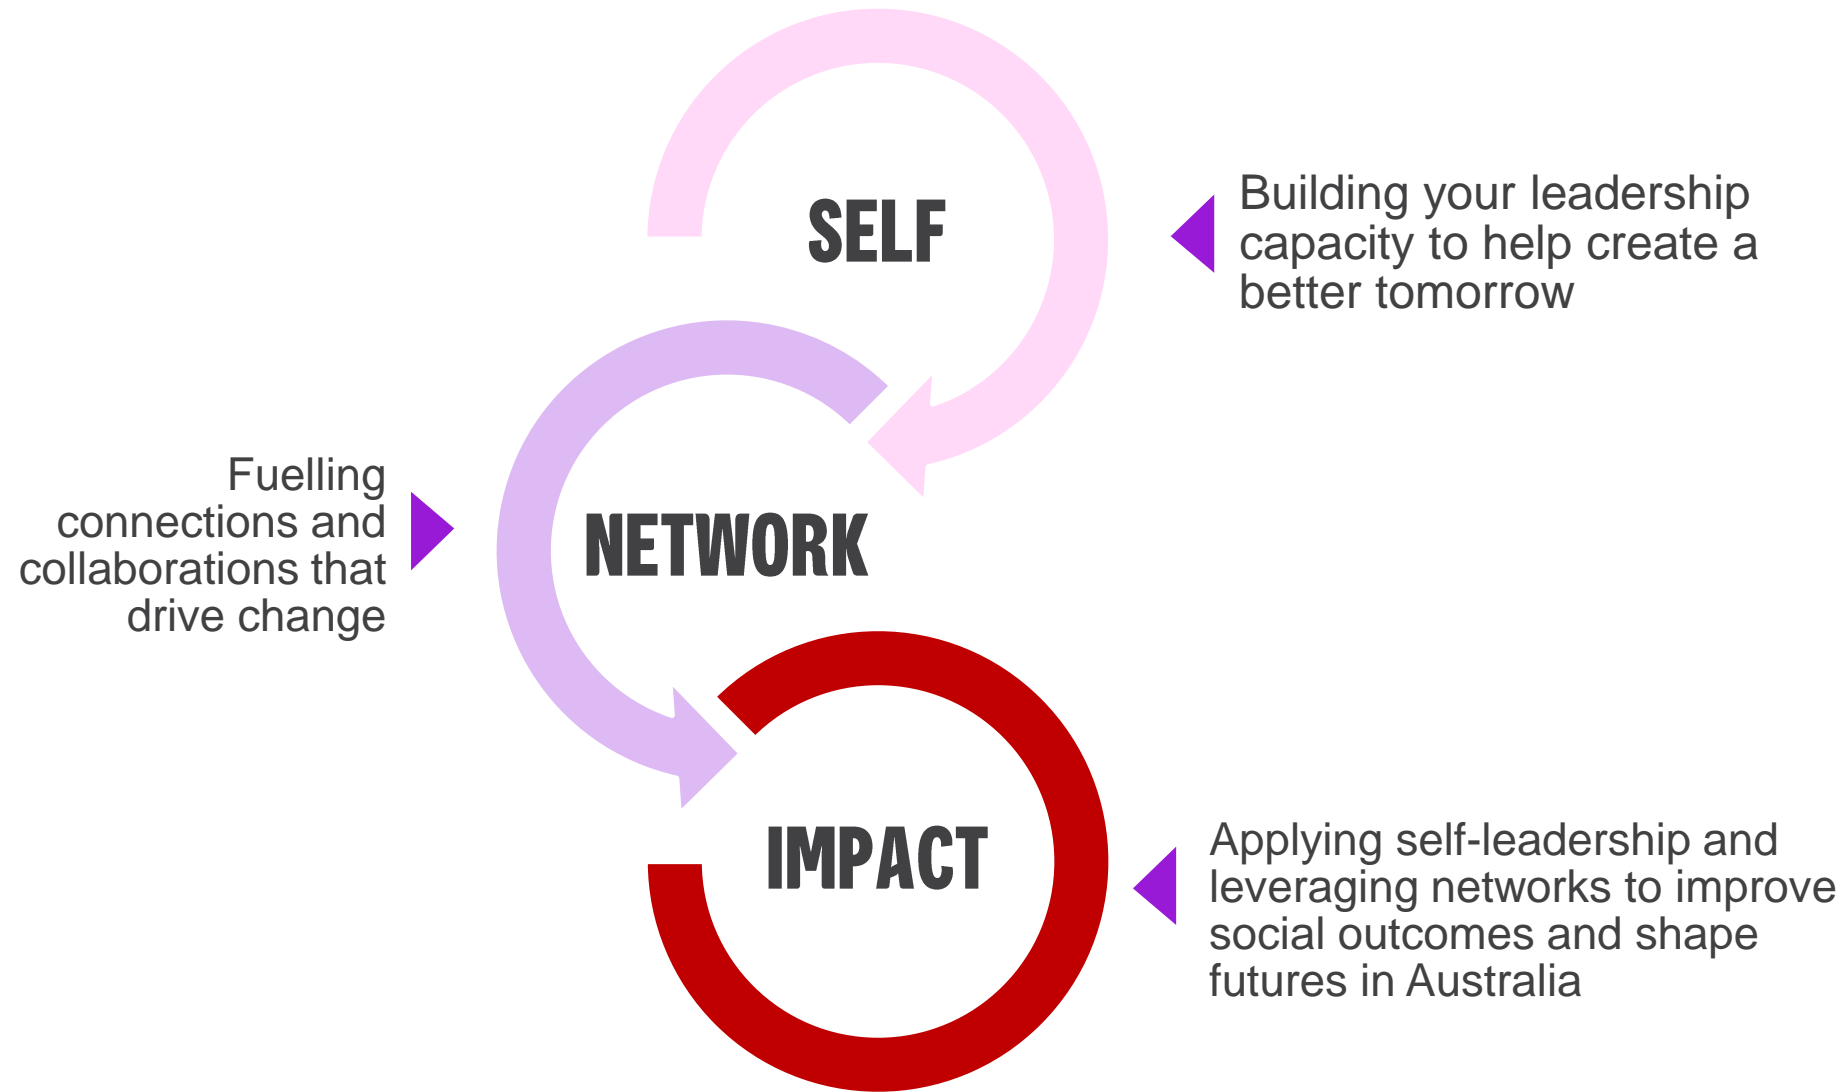 SELF
Building your leadership
capacity to help create a
better tomorrow
Fuelling
connections and
collaborations that
drive change
NETWORK
IMPACT
Applying self-leadership and
leveraging networks to improve
social outcomes and shape
futures in Australia